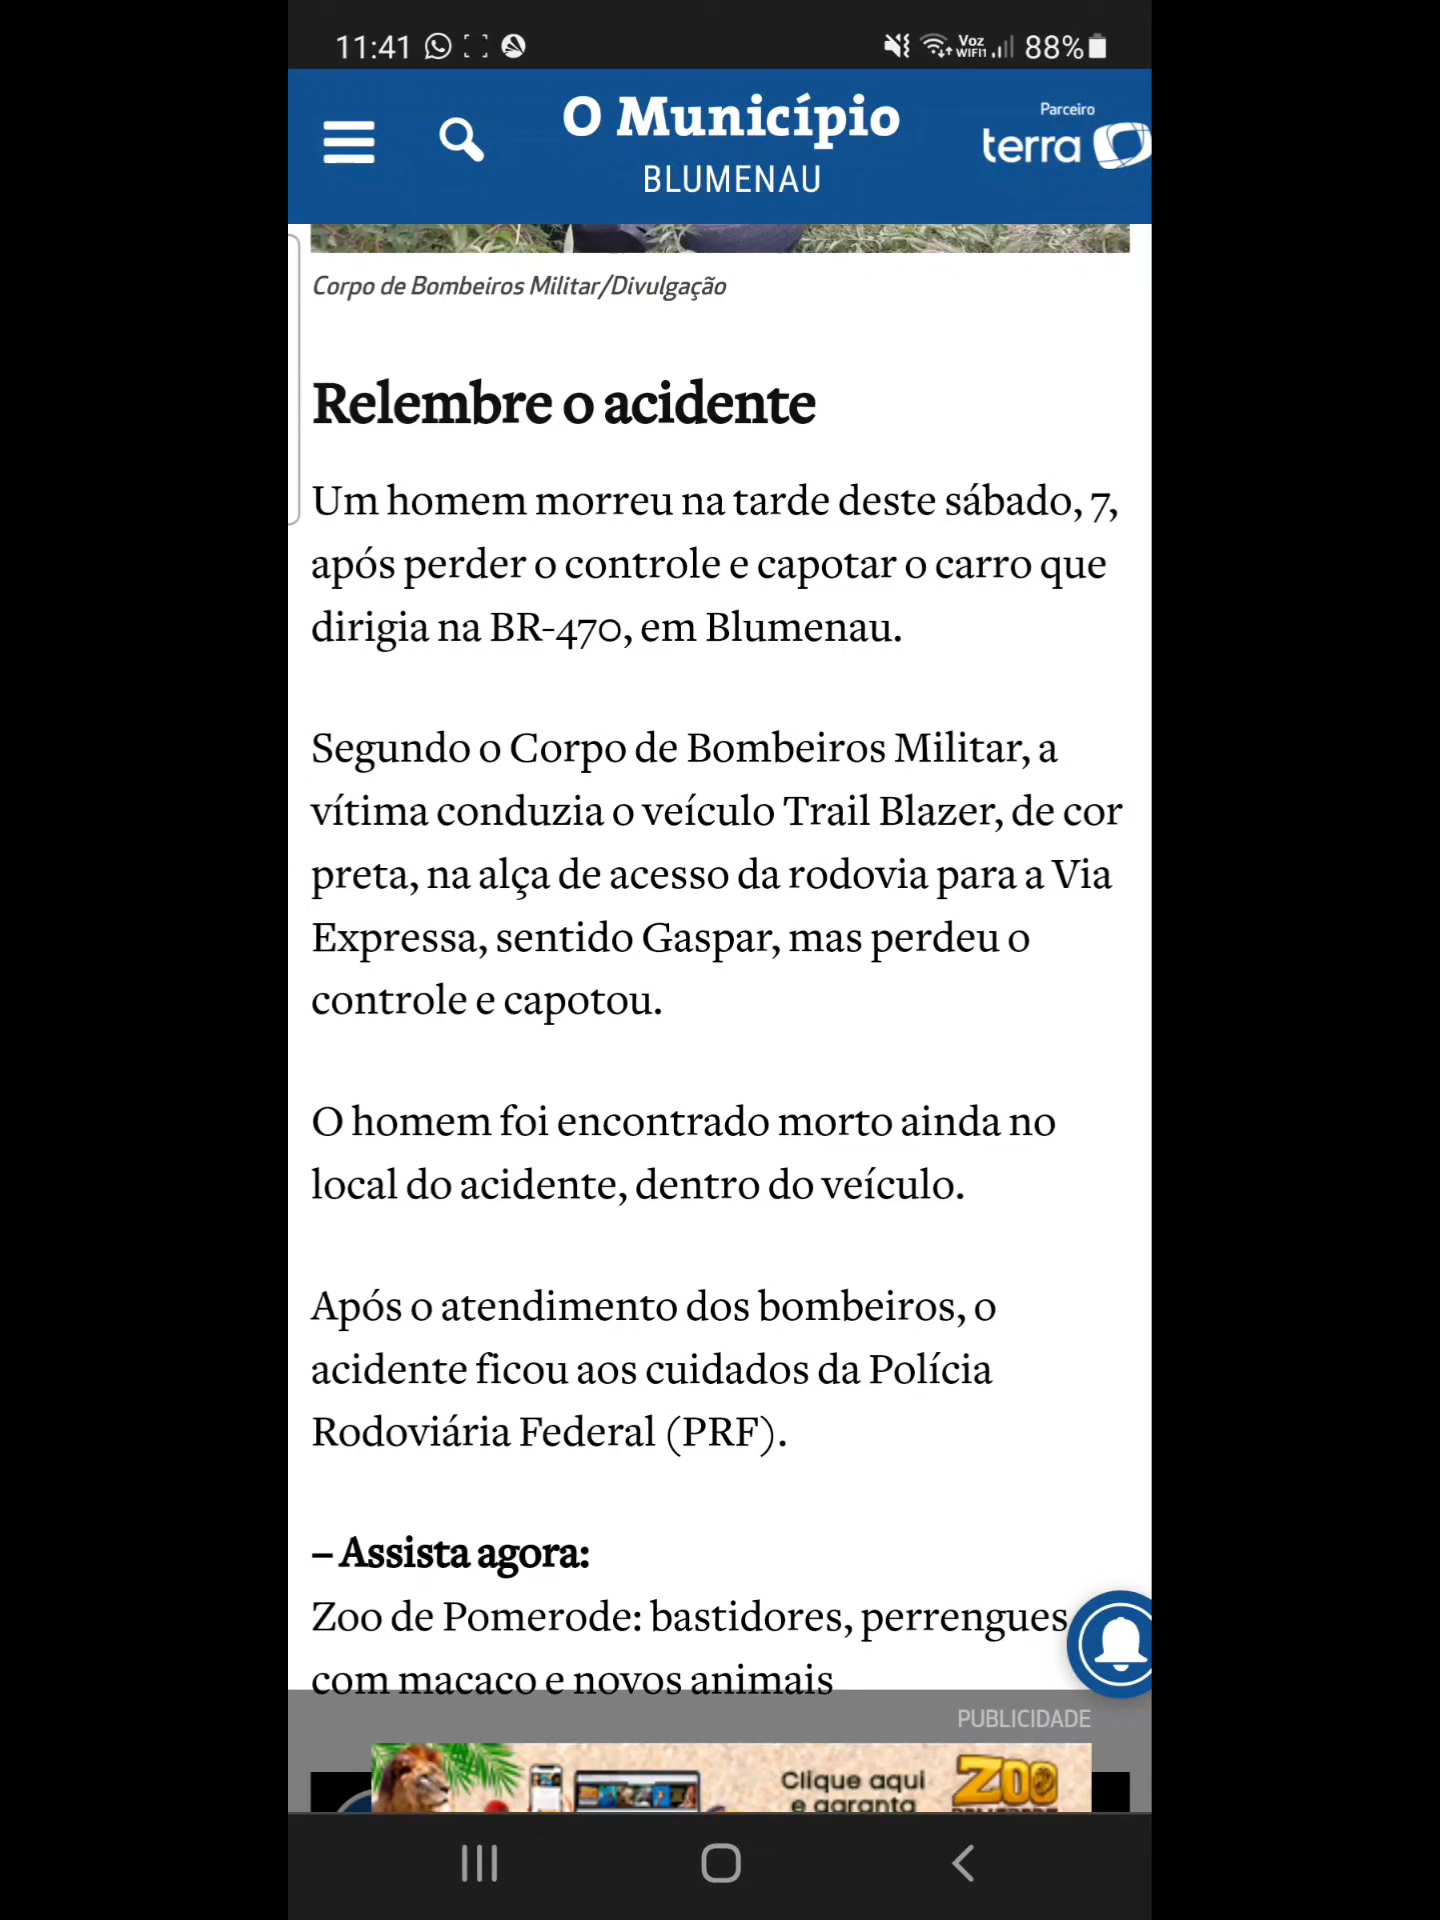 11:41
Voz
WIFI1
88%
O Município
BLUMENAU
Parceiro
terra
Corpo de Bombeiros Militar/Divulgação
Relembre o acidente
Um homem morreu na tarde deste sábado, 7,
após perder o controle e capotar o carro que
dirigia na BR-470, em Blumenau.
Segundo o Corpo de Bombeiros Militar, a
vítima conduzia o veículo Trail Blazer, de cor
preta, na alça de acesso da rodovia para a Via
Expressa, sentido Gaspar, mas perdeu o
controle e capotou.
O homem foi encontrado morto ainda no
local do acidente, dentro do veículo.
Após o atendimento dos bombeiros, o
acidente ficou aos cuidados da Polícia
Rodoviária Federal (PRF).
– Assista agora:
Zoo de Pomerode: bastidores, perrengues
com macaco e novos animais
PUBLICIDADE
Clique aqui
e garanta
ZOO